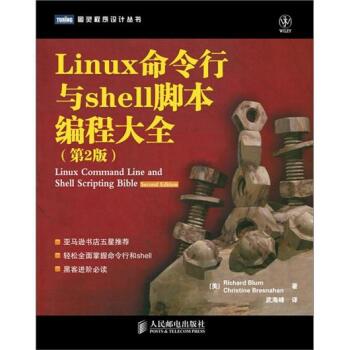 TURING 图灵程序设计丛书
WILEY
Linux命令行
与shell脚本
编程大全
（第2版）
Linux Command Line and
Shell Scripting Bible Second Edition
■ 亚马逊书店五星推荐
■ 轻松全面掌握命令行和shell
■ 黑客进阶必读
[美] Richard Blum 著
Christine Bresnahan
武海峰 译
人民邮电出版社
POSTS & TELECOM PRESS